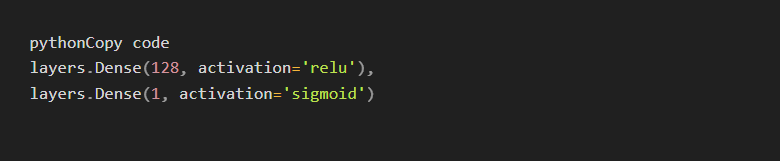 pythonCopy code
layers.Dense(128, activation='relu'),
layers.Dense(1, activation='sigmoid')